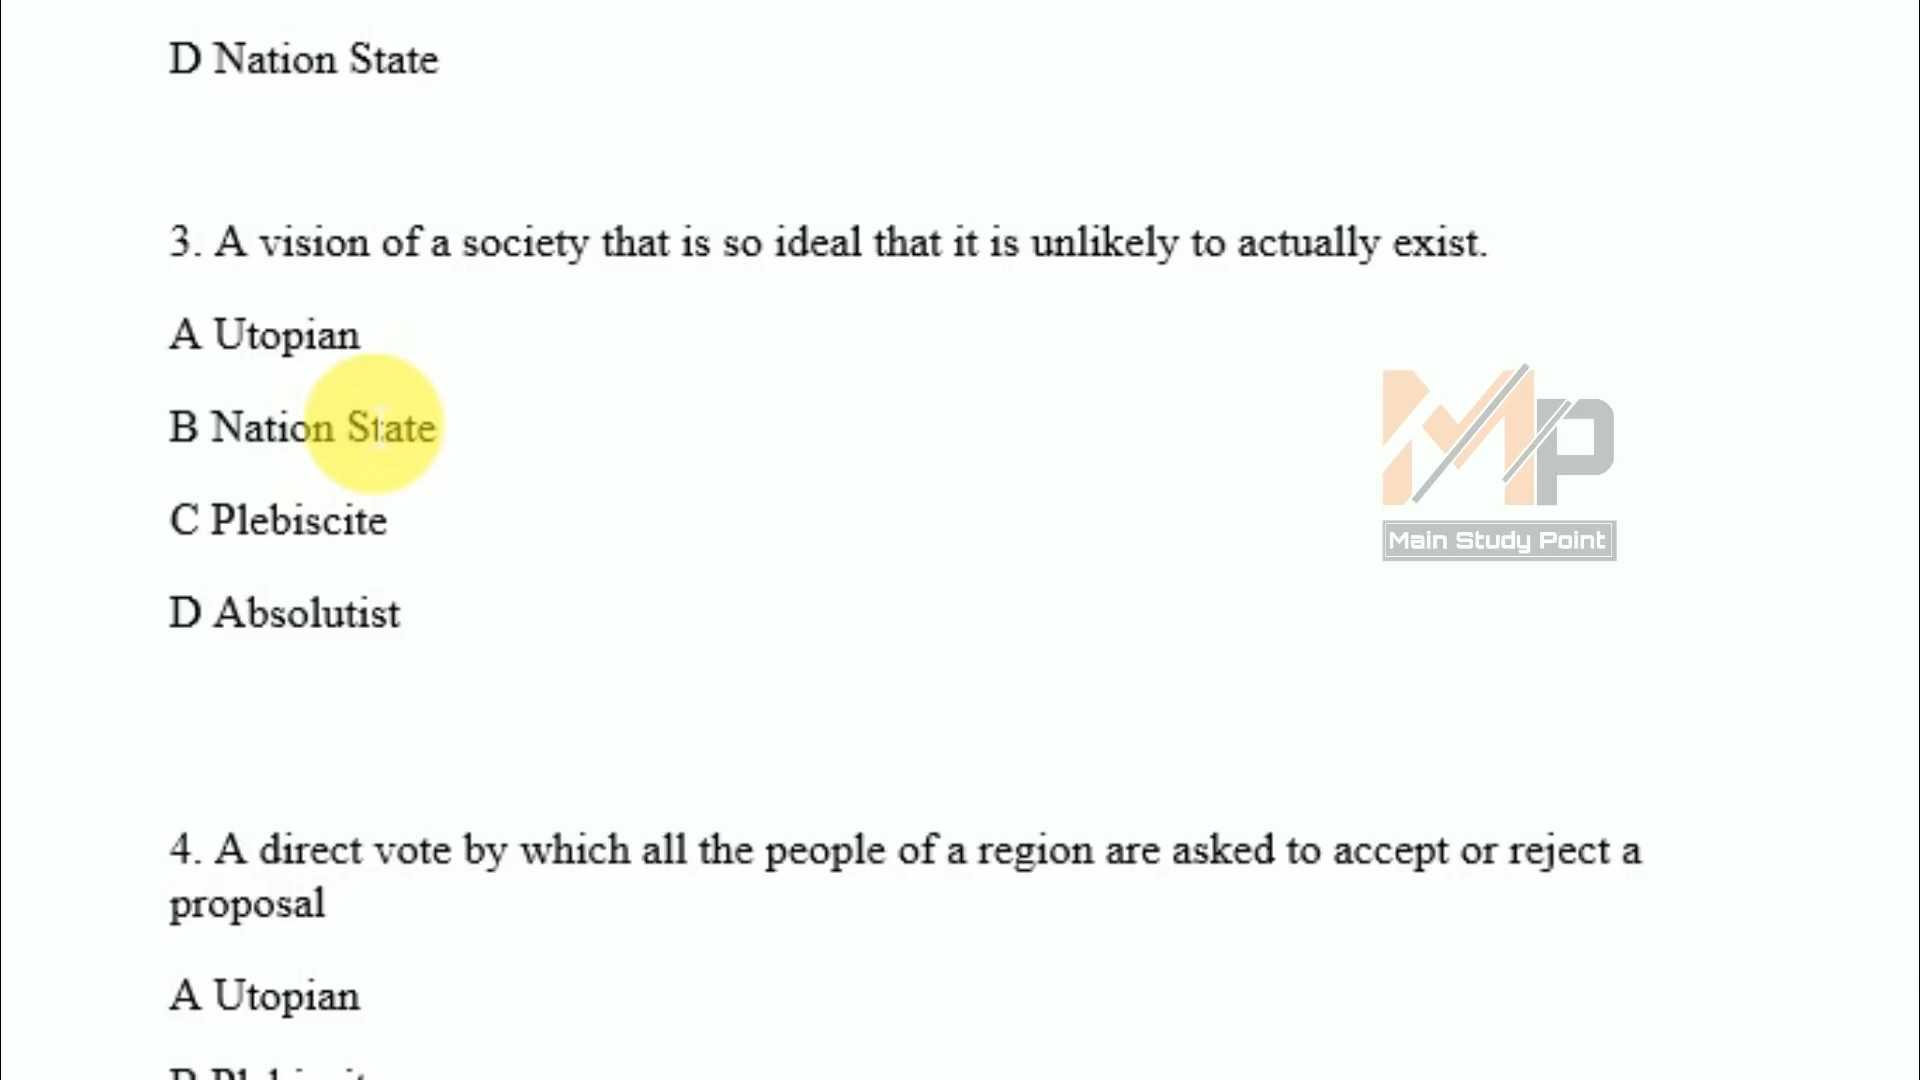 D Nation State
3. A vision of a society that is so ideal that it is unlikely to actually exist.
A Utopian
B Nation State
C Plebiscite
D Absolutist
MP
Main Study Point
4. A direct vote by which all the people of a region are asked to accept or reject a
proposal
A Utopian